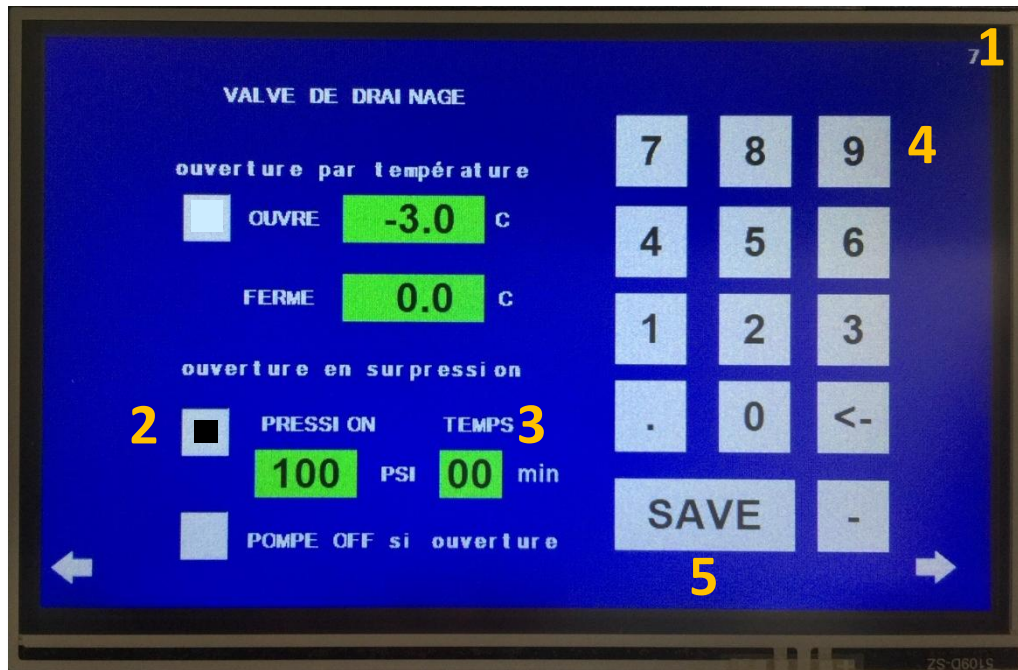 1
7
VALVE DE DRAINAGE
ouverture par température
OUVRE -3.0 C
FERME 0.0 C
ouverture en surpression
2
PRESSION TEMPS 3
100 PSI 00 min
POMPE OFF si ouverture
7 8 9 4
4 5 6
1 2 3
. 0 <-
SAVE -
5
S109D-SZ